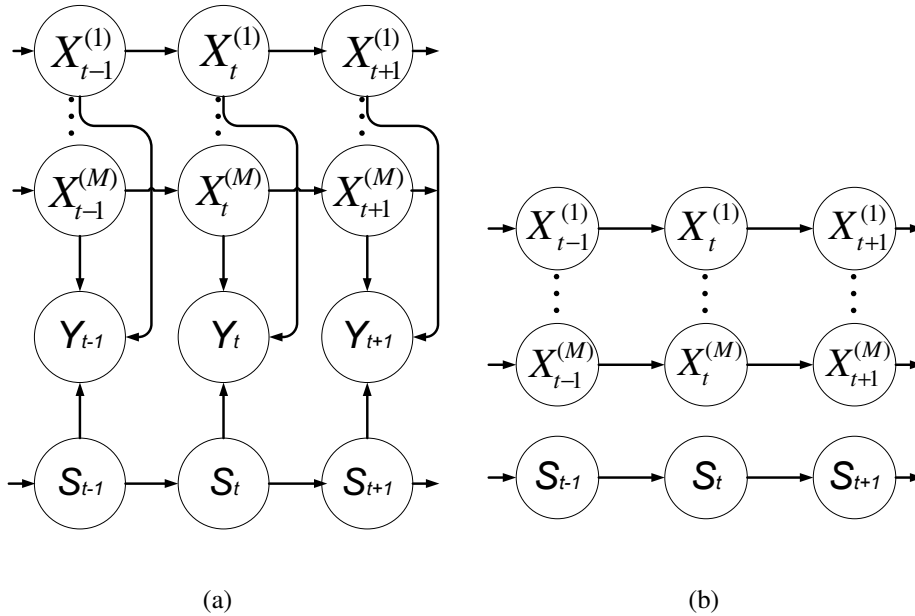 X_{t-1}^{(1)} X_t^{(1)} X_{t+1}^{(1)}
X_{t-1}^{(M)} X_t^{(M)} X_{t+1}^{(M)}
Y_{t-1} Y_t Y_{t+1}
S_{t-1} S_t S_{t+1}
(a)
X_{t-1}^{(1)} X_t^{(1)} X_{t+1}^{(1)}
X_{t-1}^{(M)} X_t^{(M)} X_{t+1}^{(M)}
S_{t-1} S_t S_{t+1}
(b)